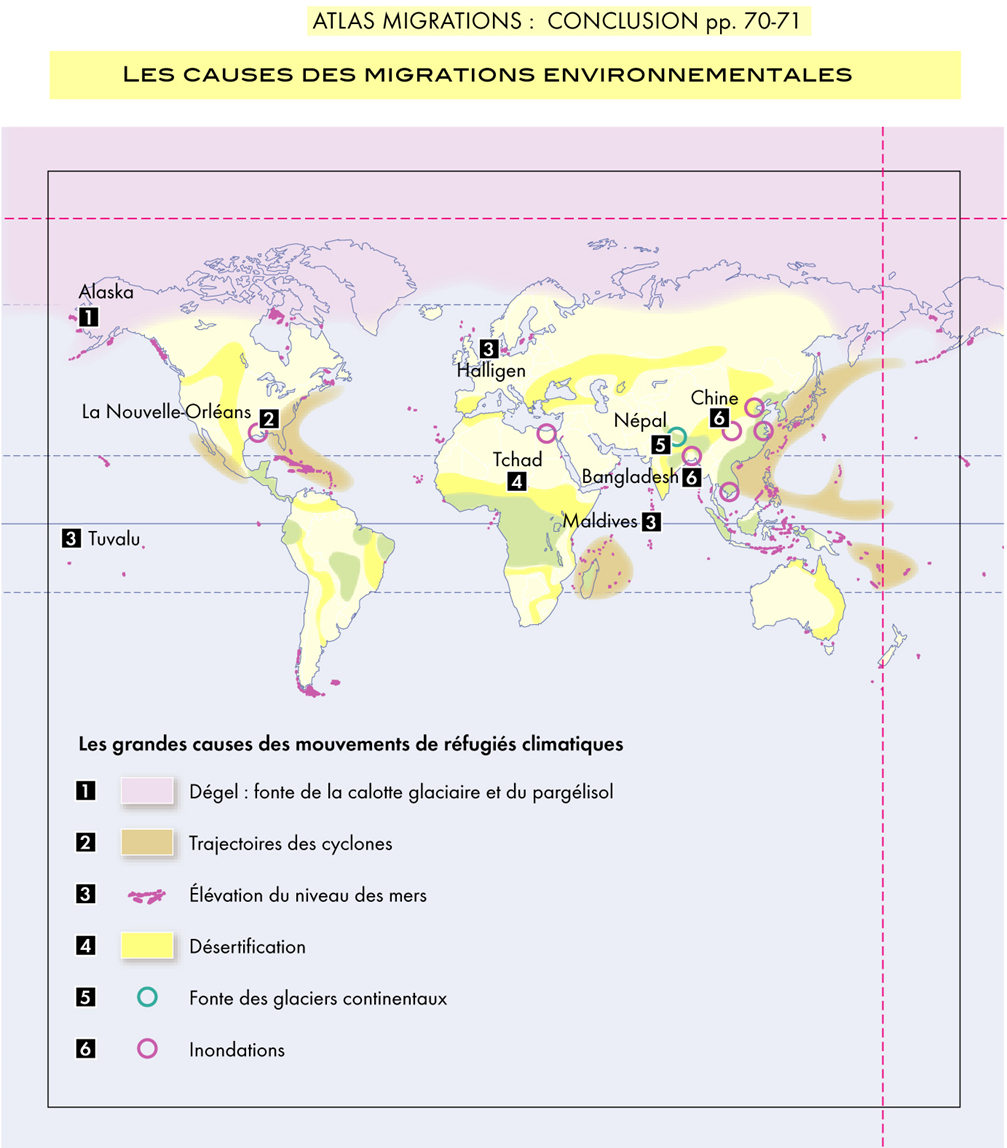 ATLAS MIGRATIONS : CONCLUSION pp. 70-71
LES CAUSES DES MIGRATIONS ENVIRONNEMENTALES
Alaska
1
3
Halligen
La Nouvelle-Orléans 2
Chine
6
Népal
5
Tchad
4
Bangladesh 6
Maldives 3
3 Tuvalu
Les grandes causes des mouvements de réfugiés climatiques
1 Dégel : fonte de la calotte glaciaire et du pargélisol
2 Trajectoires des cyclones
3 Élévation du niveau des mers
4 Désertification
5 Fonte des glaciers continentaux
6 Inondations